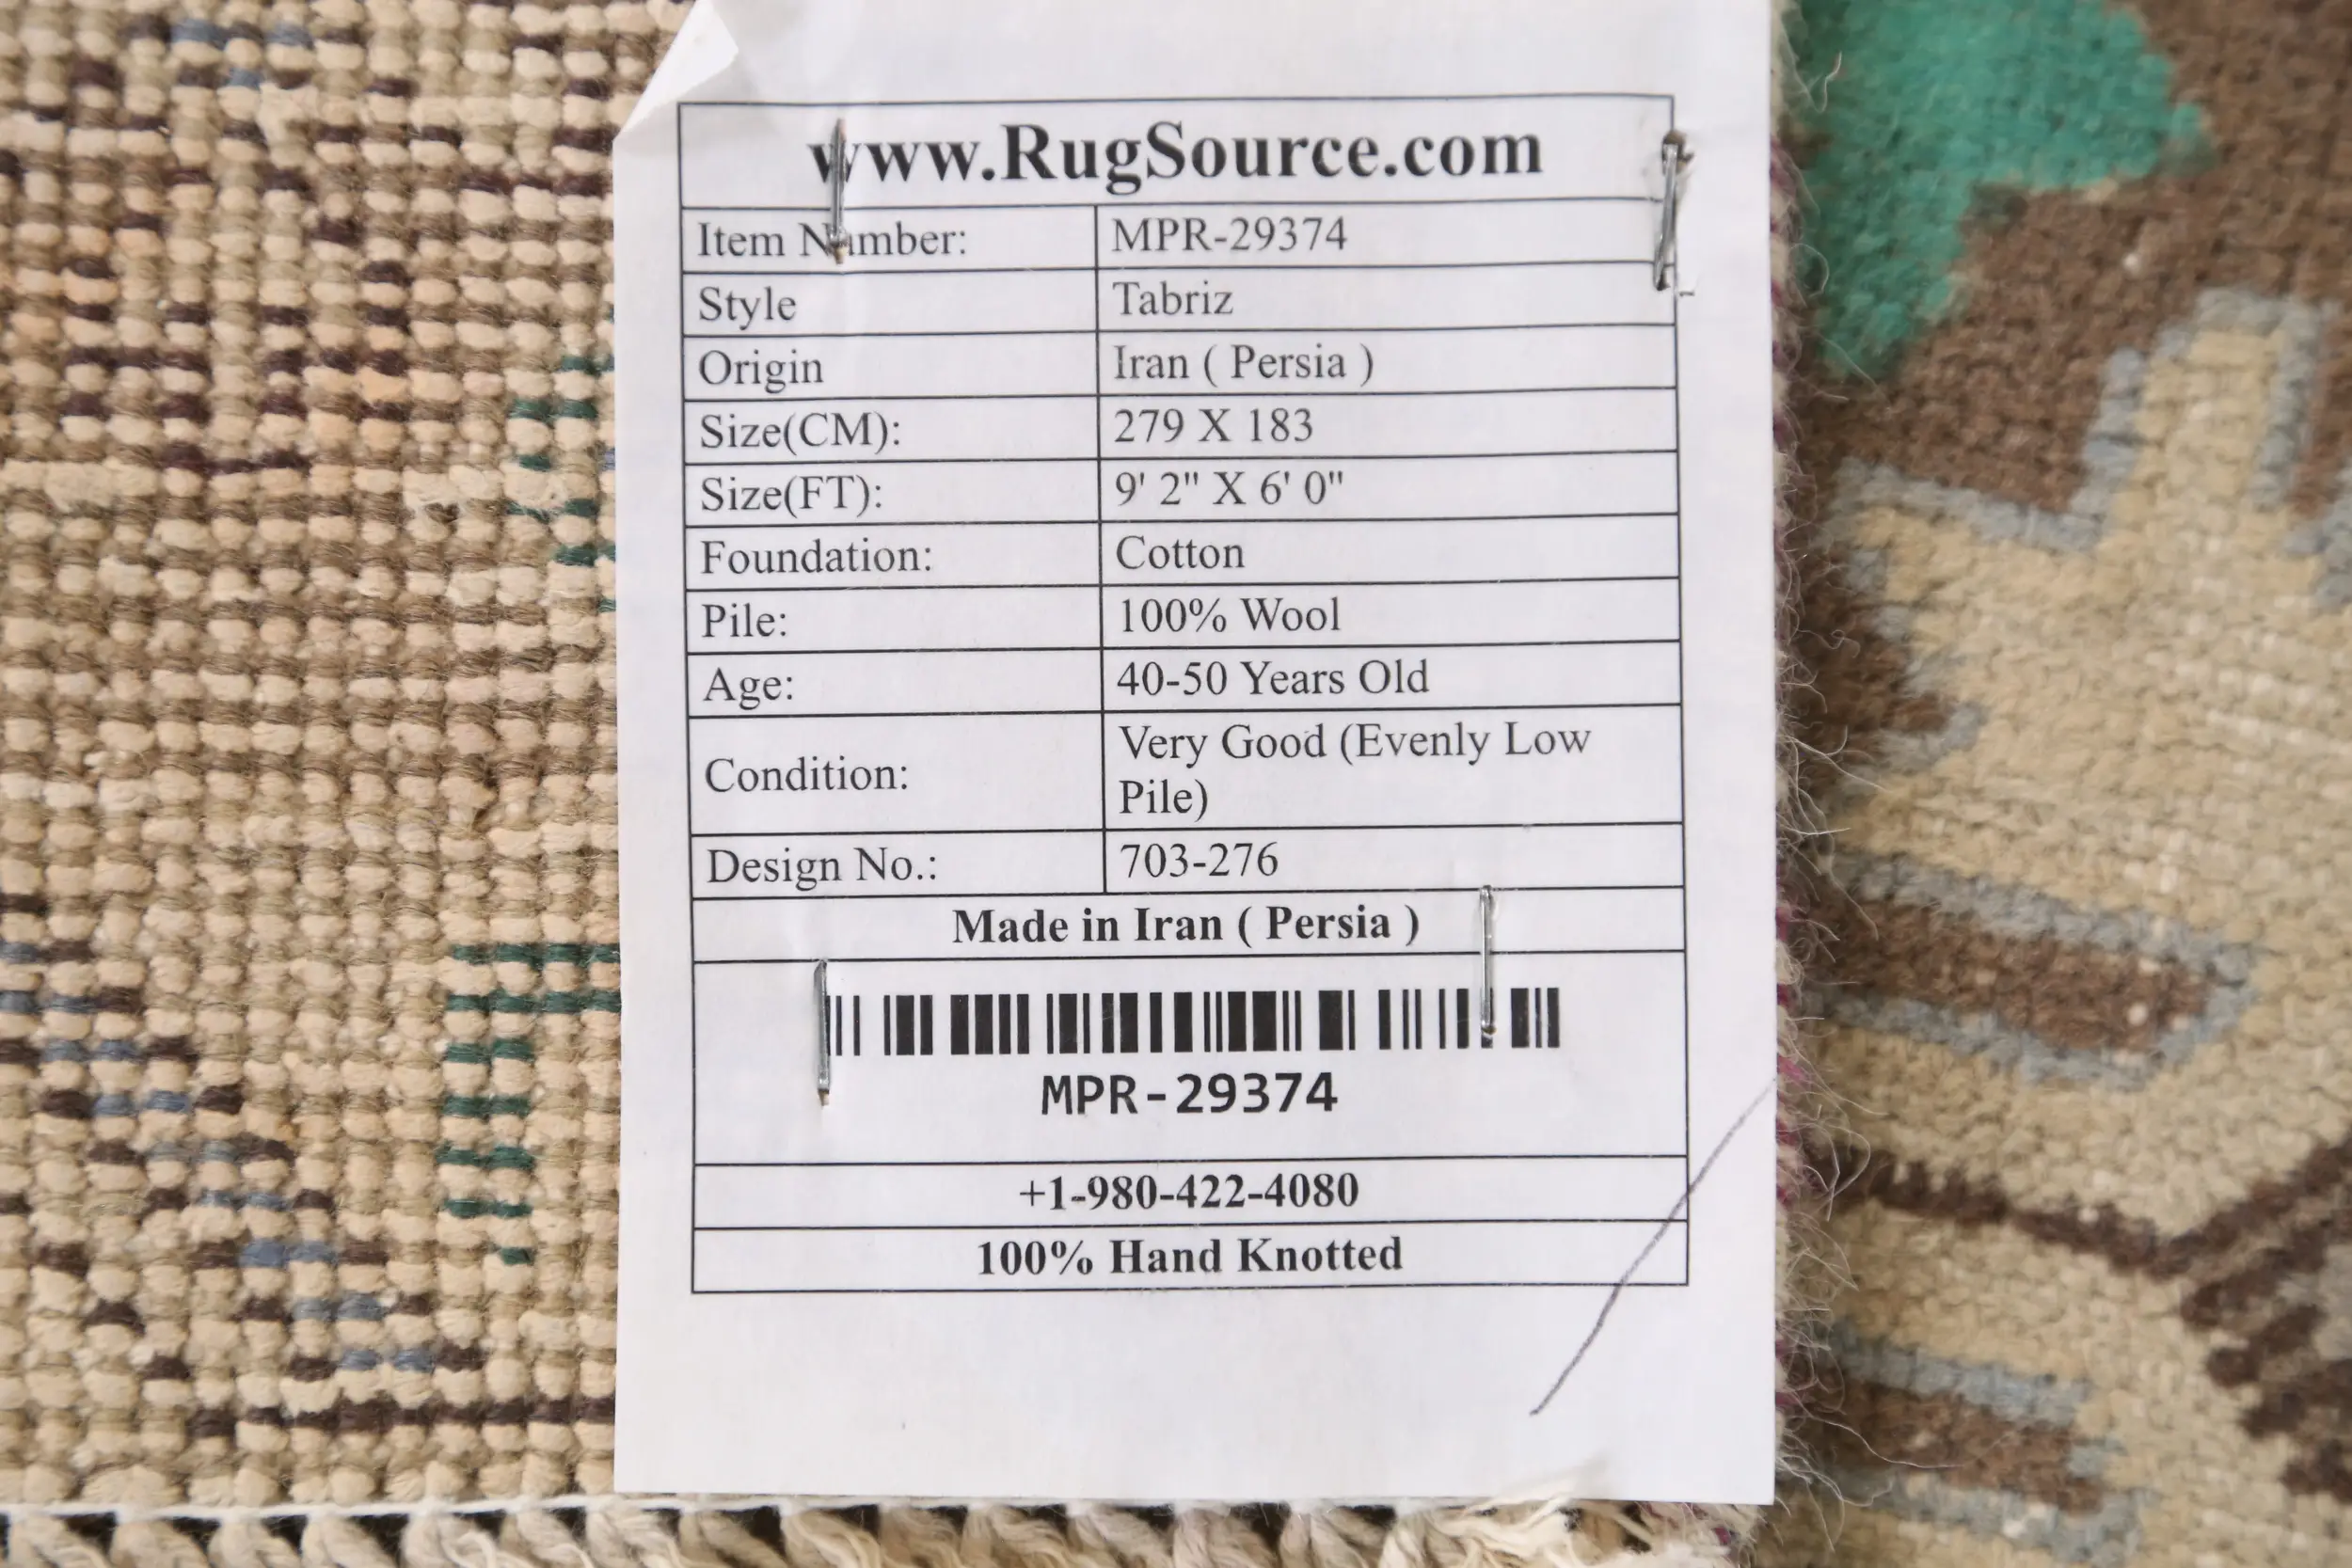 www.RugSource.com
Item Number: MPR-29374
Style Tabriz
Origin Iran ( Persia )
Size(CM): 279 X 183
Size(FT): 9' 2" X 6' 0"
Foundation: Cotton
Pile: 100% Wool
Age: 40-50 Years Old
Condition: Very Good (Evenly Low
Pile)
Design No.: 703-276
Made in Iran ( Persia )
MPR-29374
+1-980-422-4080
100% Hand Knotted